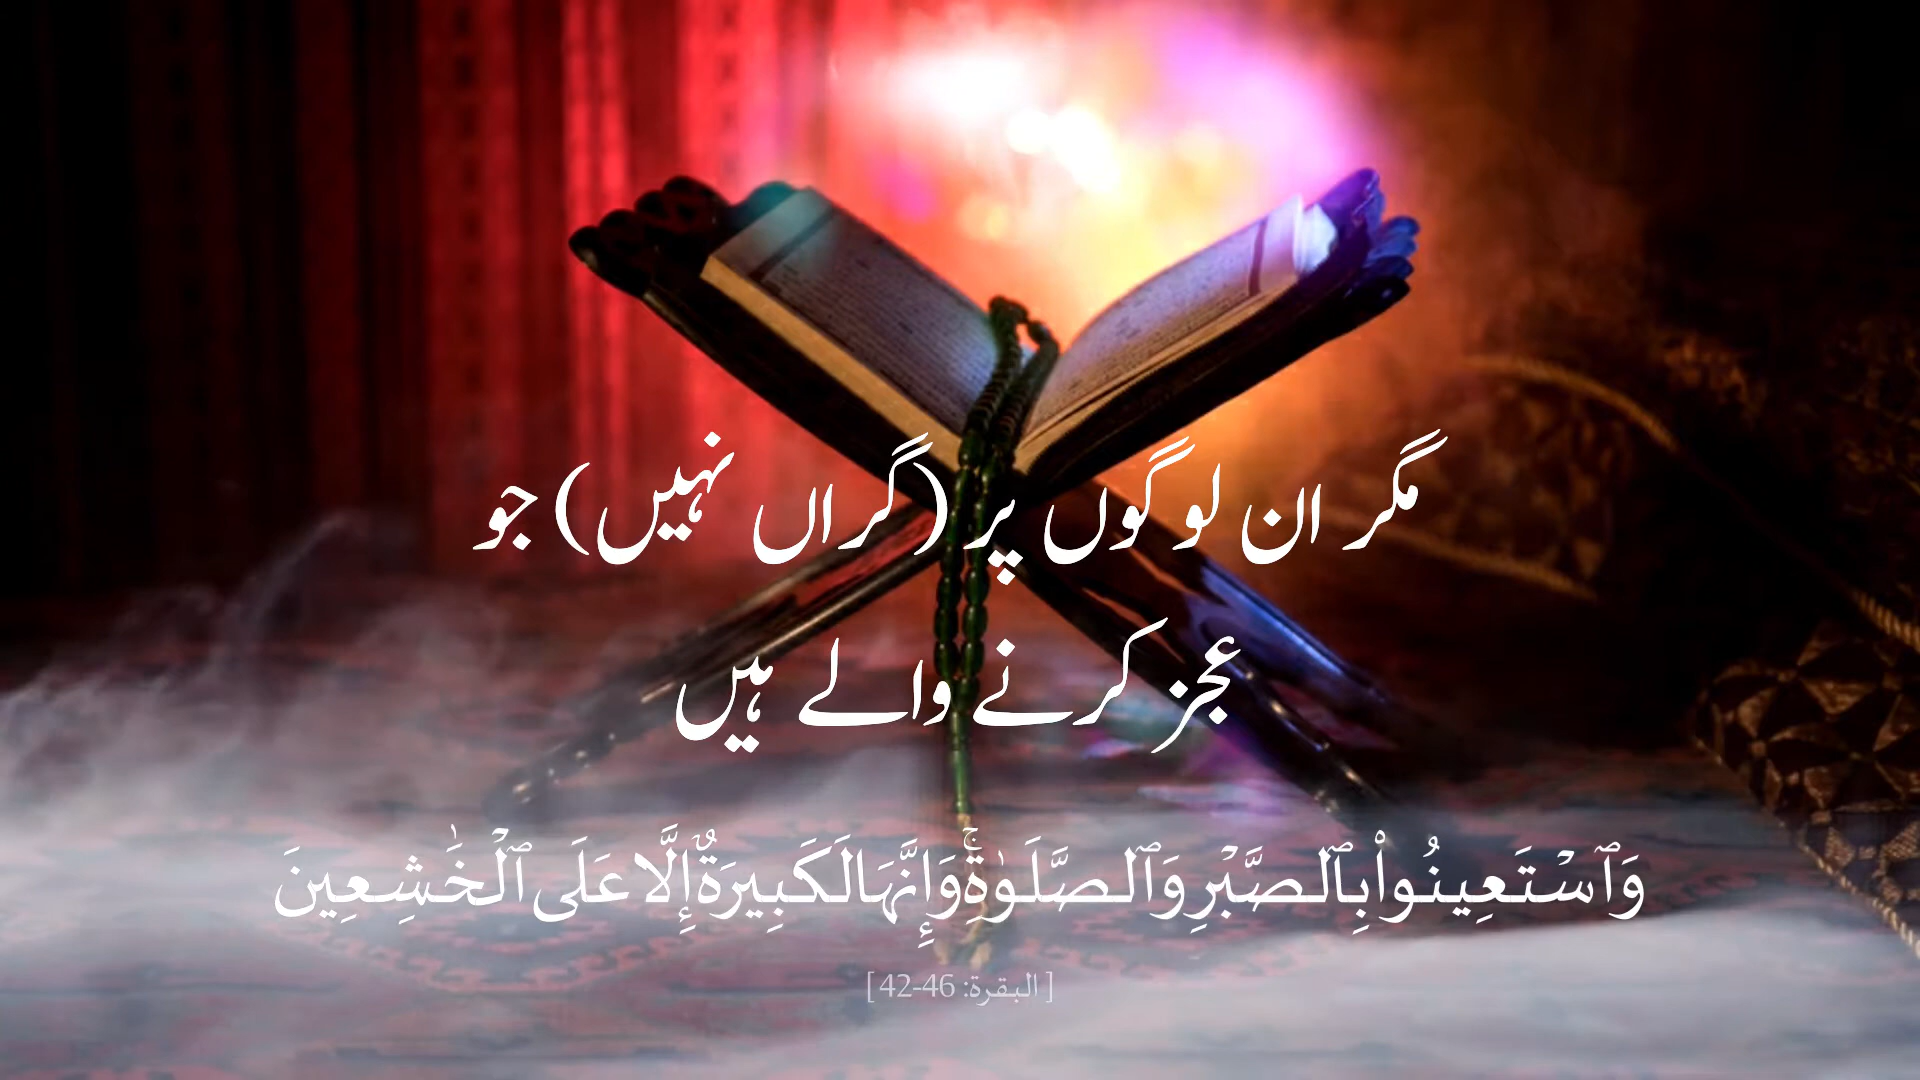 مگر ان لوگوں پر (گراں نہیں) جو
عجز کرنے والے ہیں
وَٱسْتَعِينُوا۟ بِٱلصَّبْرِ وَٱلصَّلَوٰةِ ۚ وَإِنَّهَا لَكَبِيرَةٌ إِلَّا عَلَى ٱلْخَـٰشِعِينَ
[البقرة: 42-46]